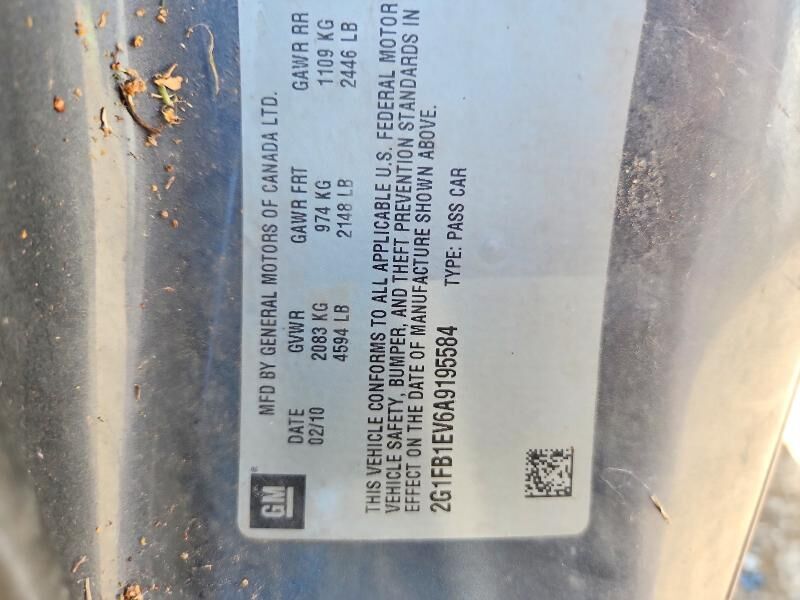 GM®
MFD BY GENERAL MOTORS OF CANADA LTD.
DATE GVWR GAWR FRT GAWR RR
02/10 2083 KG 974 KG 1109 KG
4594 LB 2148 LB 2446 LB
THIS VEHICLE CONFORMS TO ALL APPLICABLE U.S. FEDERAL MOTOR
VEHICLE SAFETY, BUMPER, AND THEFT PREVENTION STANDARDS IN
EFFECT ON THE DATE OF MANUFACTURE SHOWN ABOVE.
2G1FB1EV6A9195584 TYPE: PASS CAR